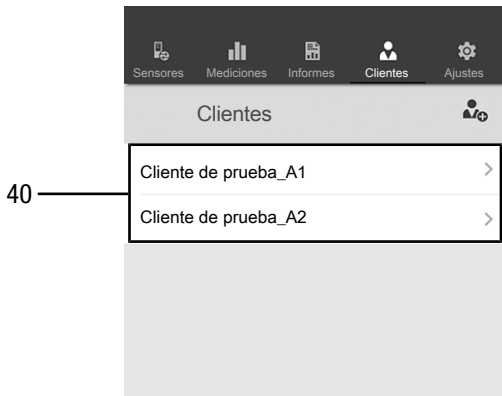 Sensores Mediciones Informes Clientes Ajustes
Clientes
Cliente de prueba_A1
40
Cliente de prueba_A2